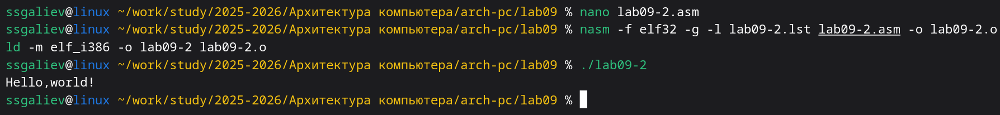 ssgaliev@linux ~/work/study/2025-2026/Архитектура компьютера/arch-pc/lab09 % nano lab09-2.asm
ssgaliev@linux ~/work/study/2025-2026/Архитектура компьютера/arch-pc/lab09 % nasm -f elf32 -g -l lab09-2.lst lab09-2.asm -o lab09-2.o
ld -m elf_i386 -o lab09-2 lab09-2.o
ssgaliev@linux ~/work/study/2025-2026/Архитектура компьютера/arch-pc/lab09 % ./lab09-2
Hello,world!
ssgaliev@linux ~/work/study/2025-2026/Архитектура компьютера/arch-pc/lab09 %